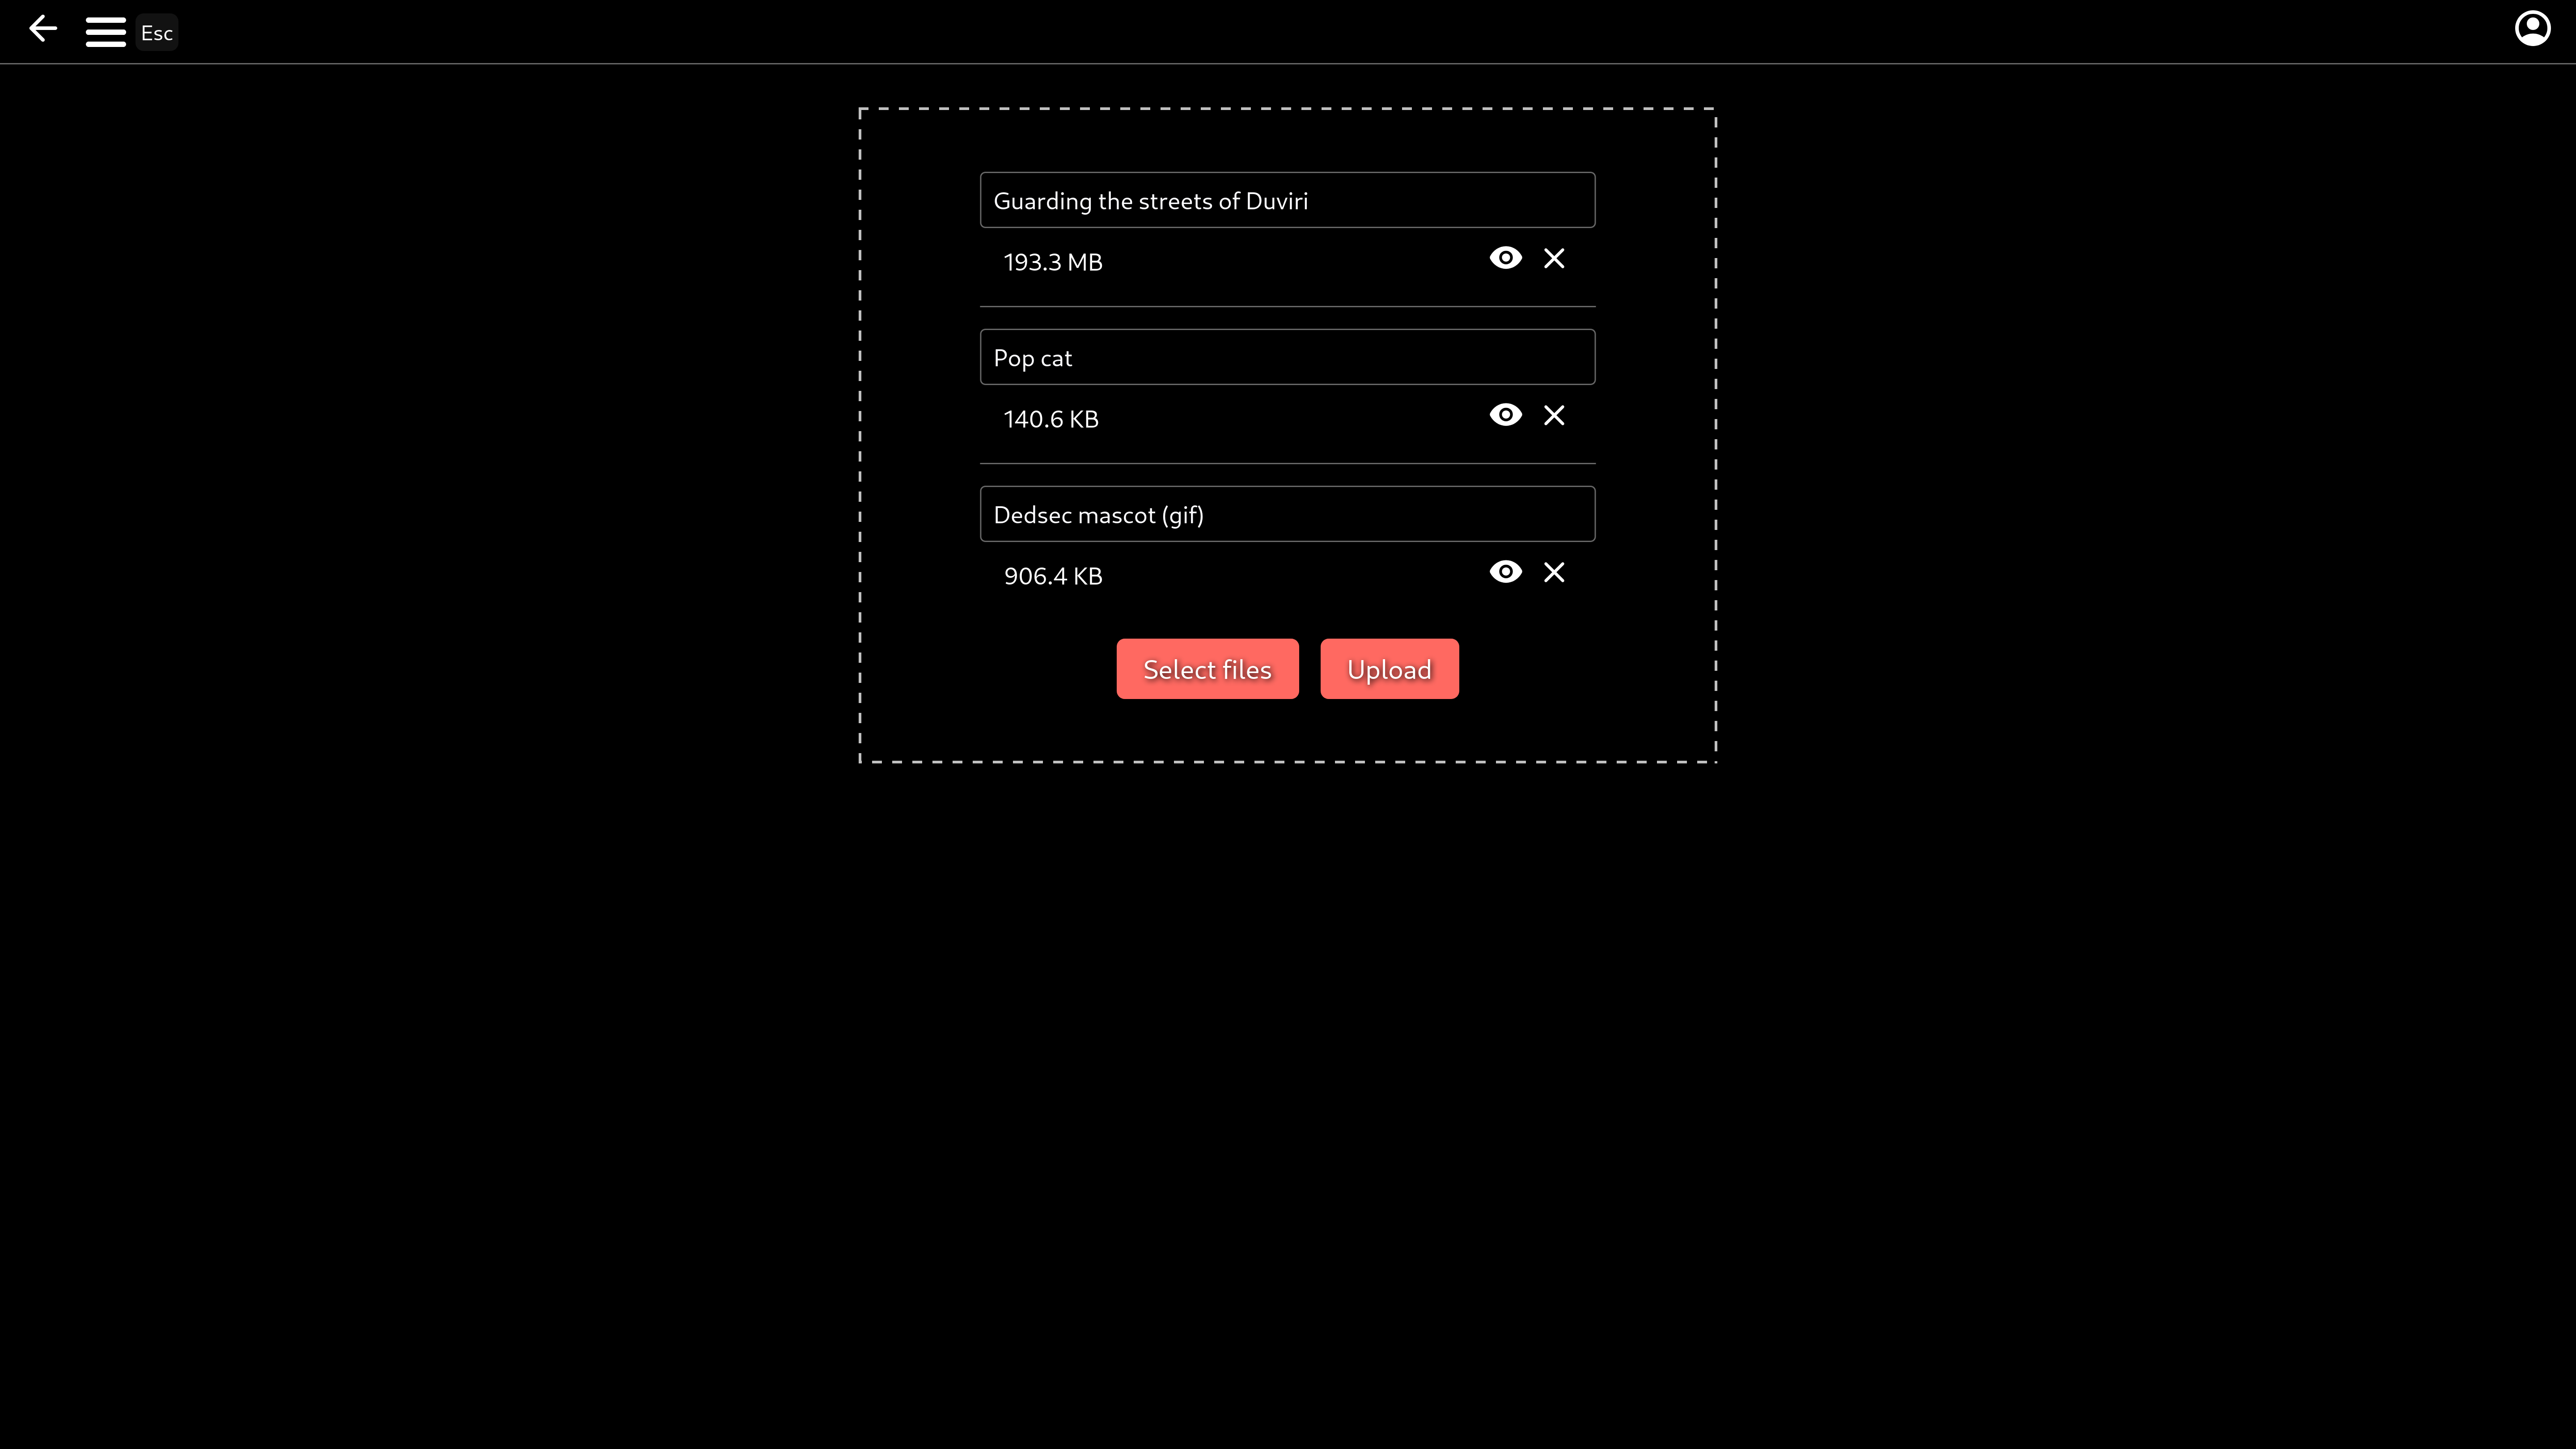 Esc
Guarding the streets of Duviri
193.3 MB
Pop cat
140.6 KB
Dedsec mascot (gif)
906.4 KB
Select files
Upload